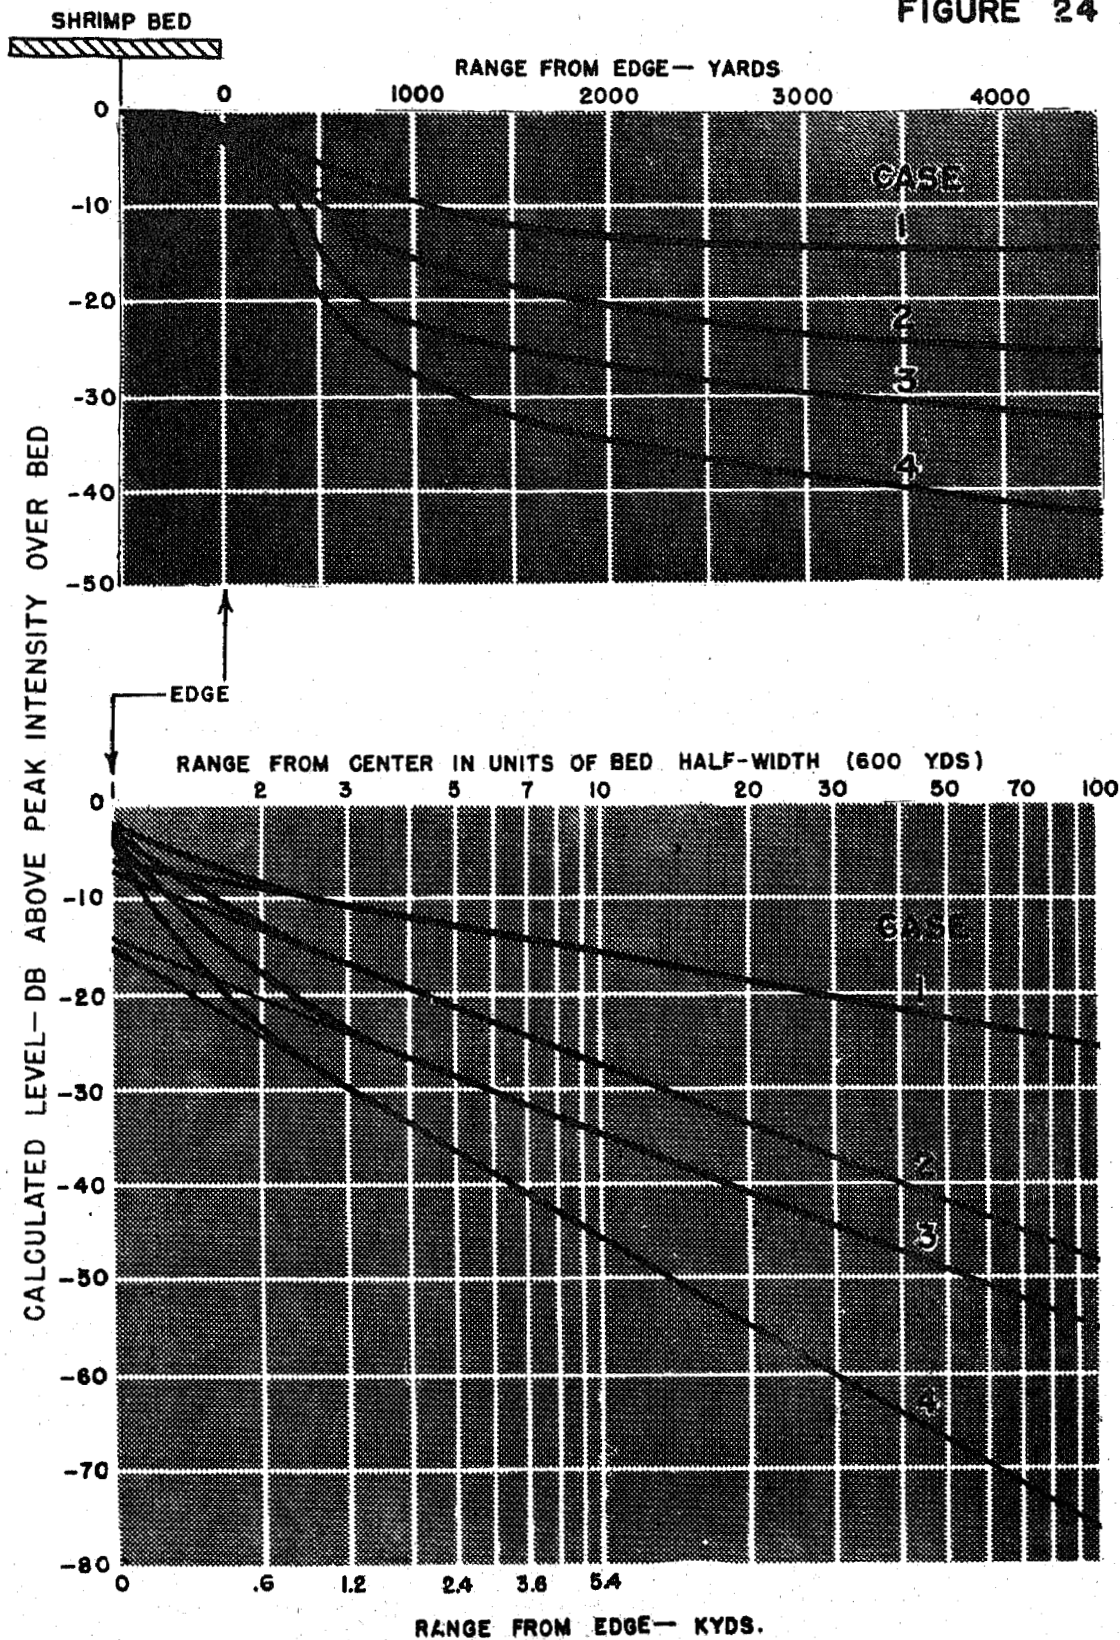 FIGURE 24
SHRIMP BED
RANGE FROM EDGE— YARDS
0 1000 2000 3000 4000
0
-10
-20
-30
-40
-50
CASE
1
2
3
4
EDGE
CALCULATED LEVEL—DB ABOVE PEAK INTENSITY OVER BED
RANGE FROM CENTER IN UNITS OF BED HALF-WIDTH (600 YDS)
1 2 3 5 7 10 20 30 50 70 100
0
-10
-20
-30
-40
-50
-60
-70
-80
CASE
1
2
3
4
0 .6 1.2 2.4 3.6 5.4
RANGE FROM EDGE— KYDS.